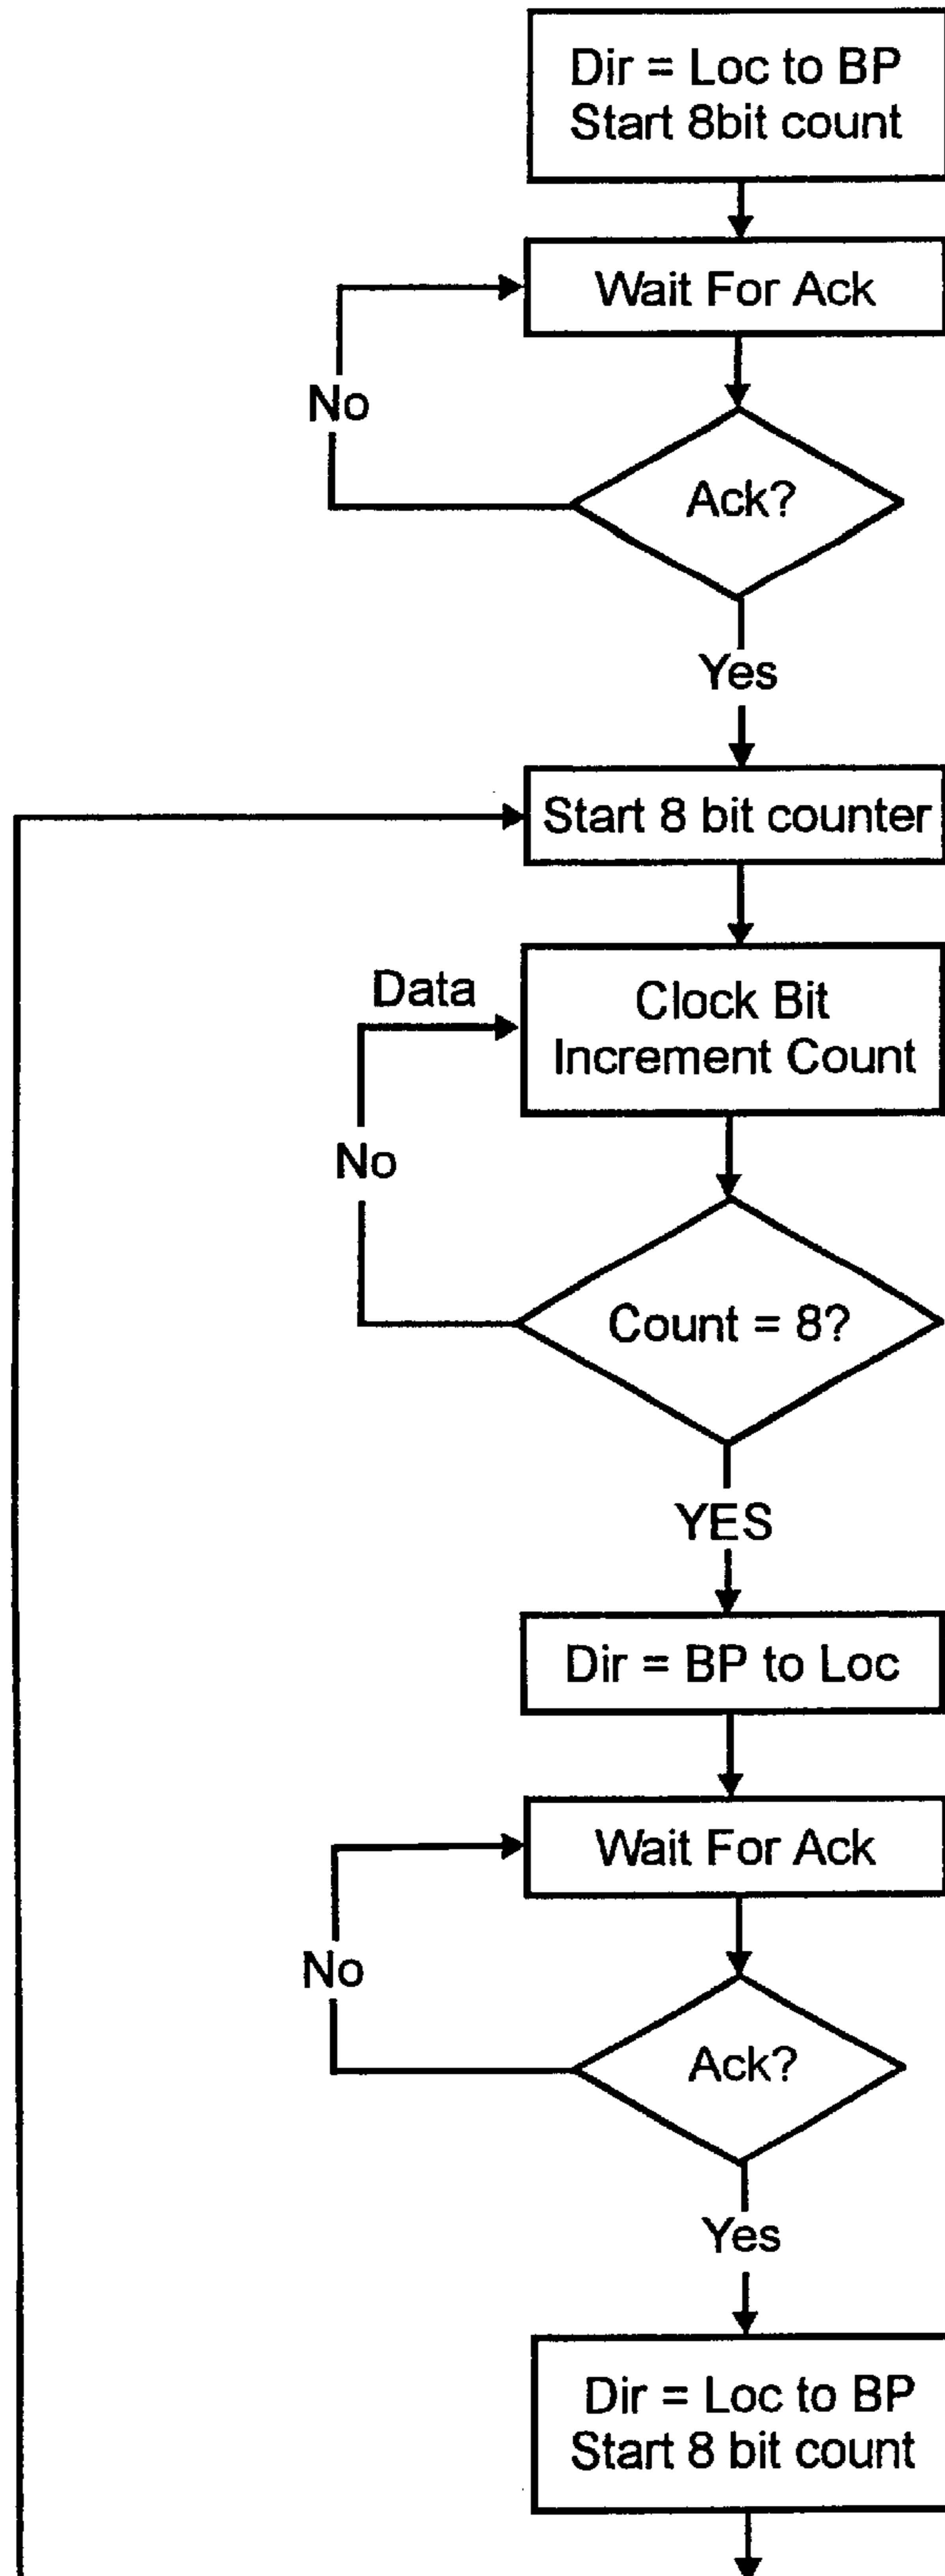 Dir = Loc to BP
Start 8bit count
Wait For Ack
No
Ack?
Yes
Start 8 bit counter
Data
Clock Bit
Increment Count
No
Count = 8?
YES
Dir = BP to Loc
Wait For Ack
No
Ack?
Yes
Dir = Loc to BP
Start 8 bit count